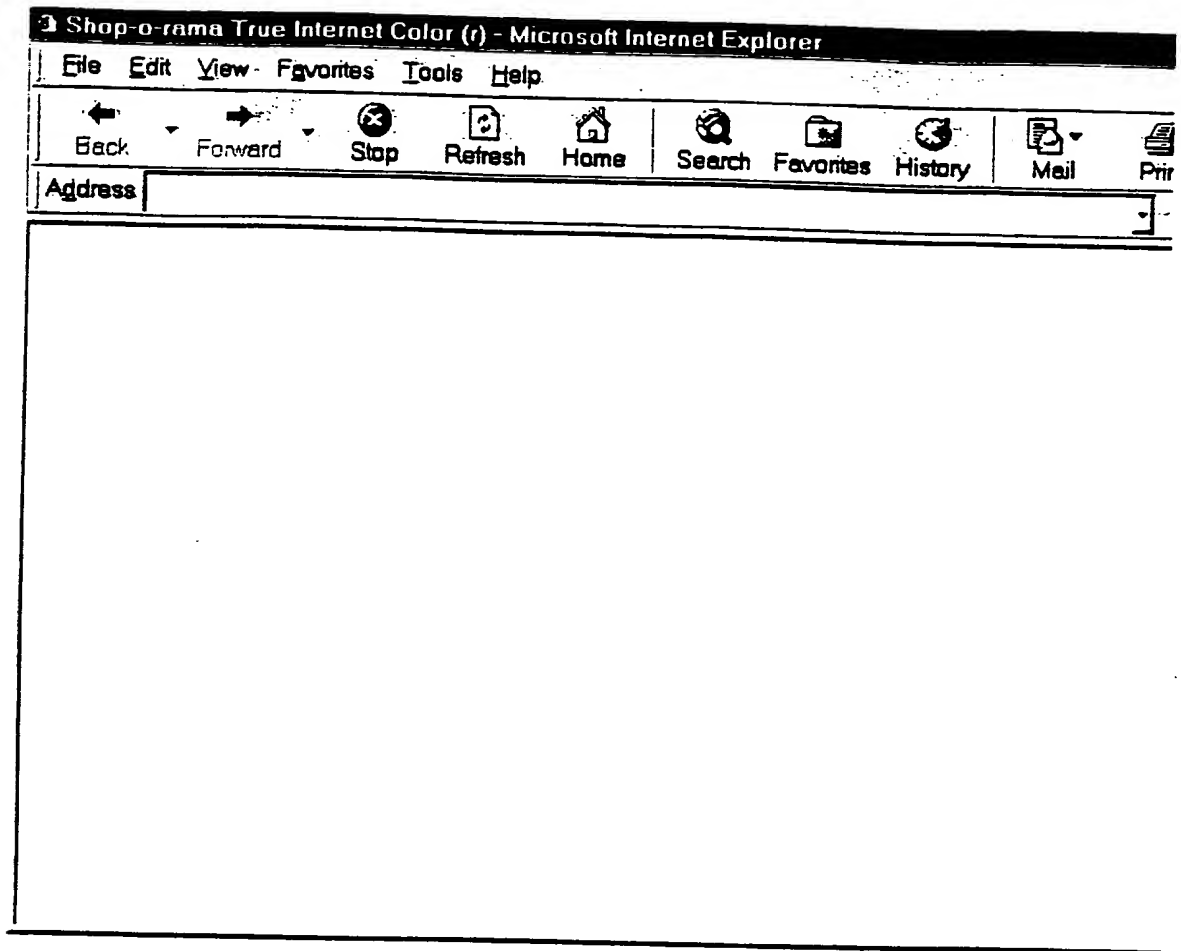 Shop-o-rama True Internet Color (r) - Microsoft Internet Explorer
File Edit View Favorites Tools Help
Back Forward Stop Refresh Home Search Favorites History Mail Prin
Address